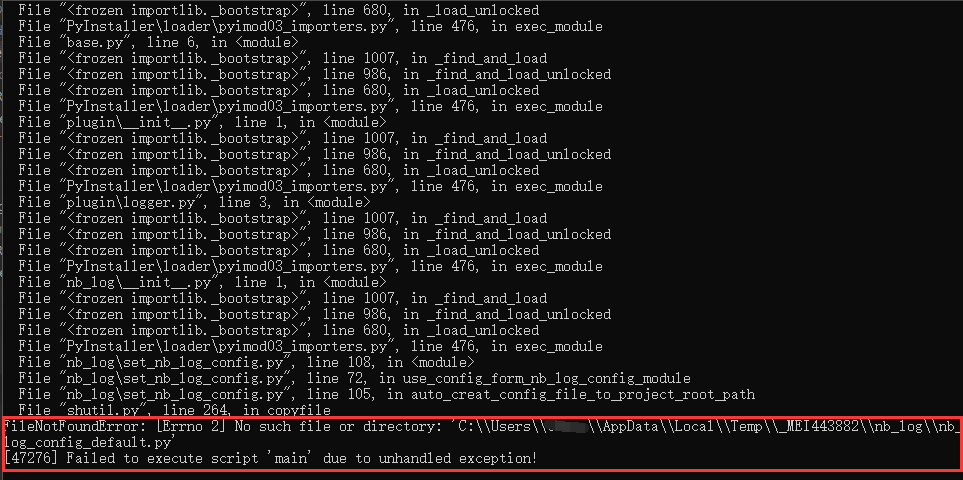 File "<frozen importlib._bootstrap>", line 680, in _load_unlocked
File "PyInstaller\loader\pyimod03_importers.py", line 476, in exec_module
File "base.py", line 6, in <module>
File "<frozen importlib._bootstrap>", line 1007, in _find_and_load
File "<frozen importlib._bootstrap>", line 986, in _find_and_load_unlocked
File "<frozen importlib._bootstrap>", line 680, in _load_unlocked
File "PyInstaller\loader\pyimod03_importers.py", line 476, in exec_module
File "plugin\__init__.py", line 1, in <module>
File "<frozen importlib._bootstrap>", line 1007, in _find_and_load
File "<frozen importlib._bootstrap>", line 986, in _find_and_load_unlocked
File "<frozen importlib._bootstrap>", line 680, in _load_unlocked
File "PyInstaller\loader\pyimod03_importers.py", line 476, in exec_module
File "plugin\logger.py", line 3, in <module>
File "<frozen importlib._bootstrap>", line 1007, in _find_and_load
File "<frozen importlib._bootstrap>", line 986, in _find_and_load_unlocked
File "<frozen importlib._bootstrap>", line 680, in _load_unlocked
File "PyInstaller\loader\pyimod03_importers.py", line 476, in exec_module
File "nb_log\__init__.py", line 1, in <module>
File "<frozen importlib._bootstrap>", line 1007, in _find_and_load
File "<frozen importlib._bootstrap>", line 986, in _find_and_load_unlocked
File "<frozen importlib._bootstrap>", line 680, in _load_unlocked
File "PyInstaller\loader\pyimod03_importers.py", line 476, in exec_module
File "nb_log\set_nb_log_config.py", line 108, in <module>
File "nb_log\set_nb_log_config.py", line 72, in use_config_form_nb_log_config_module
File "nb_log\set_nb_log_config.py", line 105, in auto_creat_config_file_to_project_root_path
File "shutil.py", line 264, in copyfile
FileNotFoundError: [Errno 2] No such file or directory: 'C:\\Users\\ \\AppData\\Local\\Temp\\_MEI443882\\nb_log\\nb_
log_config_default.py'
[47276] Failed to execute script 'main' due to unhandled exception!